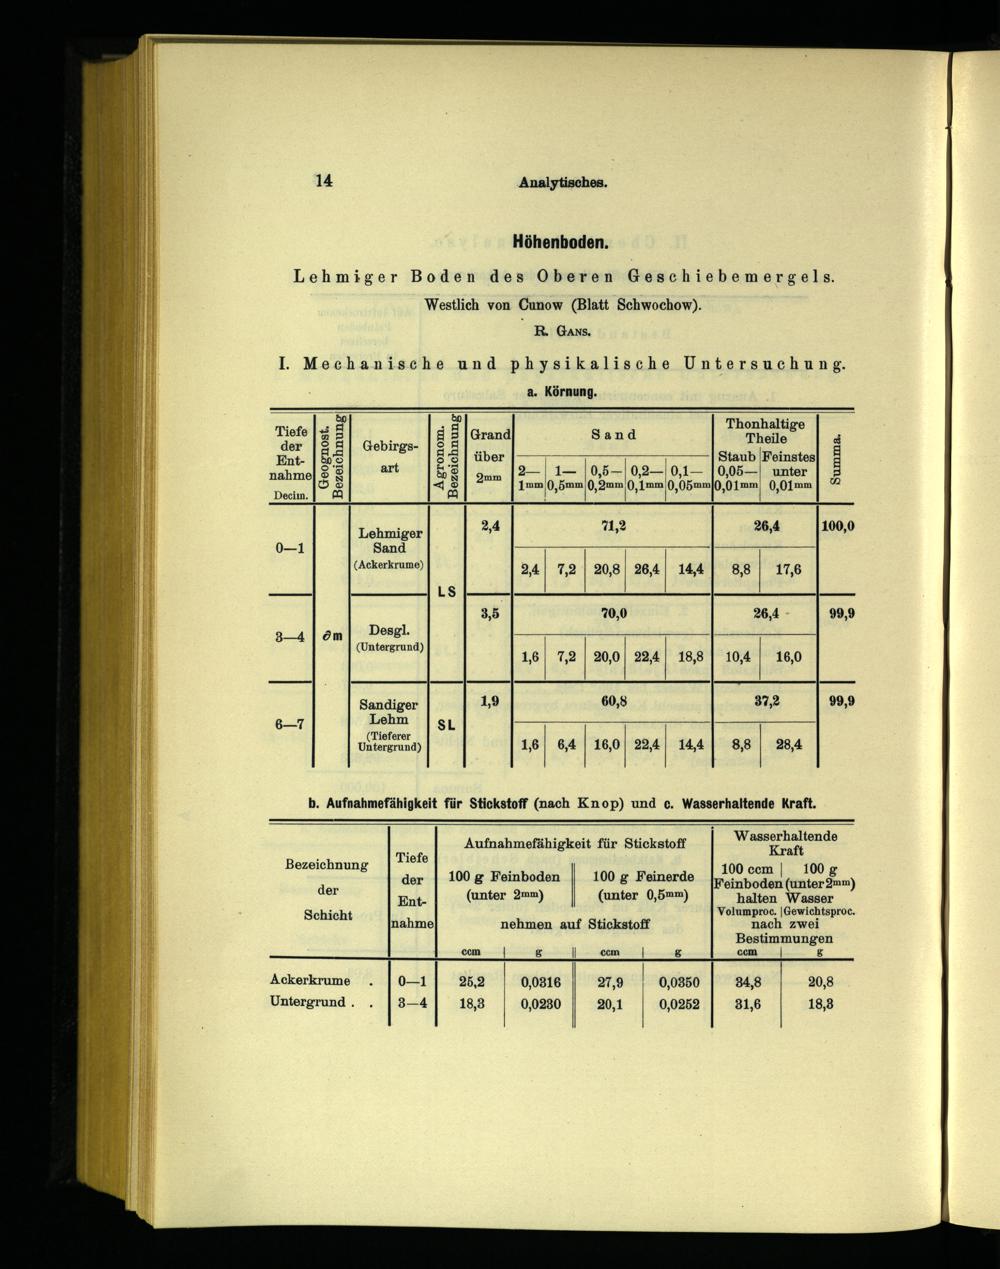 14 Analytisches.
Höhenboden.
Lehmiger Boden des Oberen Geschiebemergels.
Westlich von Cunow (Blatt Schwochow).
R. GANS.
I. Mechanische und physikalische Untersuchung.
a. Körnung.
Tiefe der Ent-nahme Decim. | Geognost. Bezeichnung | Gebirgs-art | Agronom. Bezeichnung | Grand über 2mm | Sand | Thonhaltige Theile | Summa.
2—1mm | 1—0,5mm | 0,5—0,2mm | 0,2—0,1mm | 0,1—0,05mm | Staub 0,05—0,01mm | Feinstes unter 0,01mm
0—1 | ∂m | Lehmiger Sand (Ackerkrume) | LS | 2,4 | 71,2 | 26,4 | 100,0
2,4 | 7,2 | 20,8 | 26,4 | 14,4 | 8,8 | 17,6
3—4 | Desgl. (Untergrund) | 3,5 | 70,0 | 26,4 | 99,9
1,6 | 7,2 | 20,0 | 22,4 | 18,8 | 10,4 | 16,0
6—7 | Sandiger Lehm (Tieferer Untergrund) | SL | 1,9 | 60,8 | 37,2 | 99,9
1,6 | 6,4 | 16,0 | 22,4 | 14,4 | 8,8 | 28,4
b. Aufnahmefähigkeit für Stickstoff (nach Knop) und c. Wasserhaltende Kraft.
Bezeichnung der Schicht | Tiefe der Ent-nahme | Aufnahmefähigkeit für Stickstoff | Wasserhaltende Kraft
100 g Feinboden (unter 2mm) | 100 g Feinerde (unter 0,5mm) | 100 ccm | 100 g
nehmen auf Stickstoff | Feinboden (unter 2mm) halten Wasser
Volumproc. | Gewichtsproc.
nach zwei Bestimmungen
ccm | g | ccm | g | ccm | g
Ackerkrume . | 0—1 | 25,2 | 0,0316 | 27,9 | 0,0350 | 34,8 | 20,8
Untergrund . . | 3—4 | 18,3 | 0,0230 | 20,1 | 0,0252 | 31,6 | 18,3